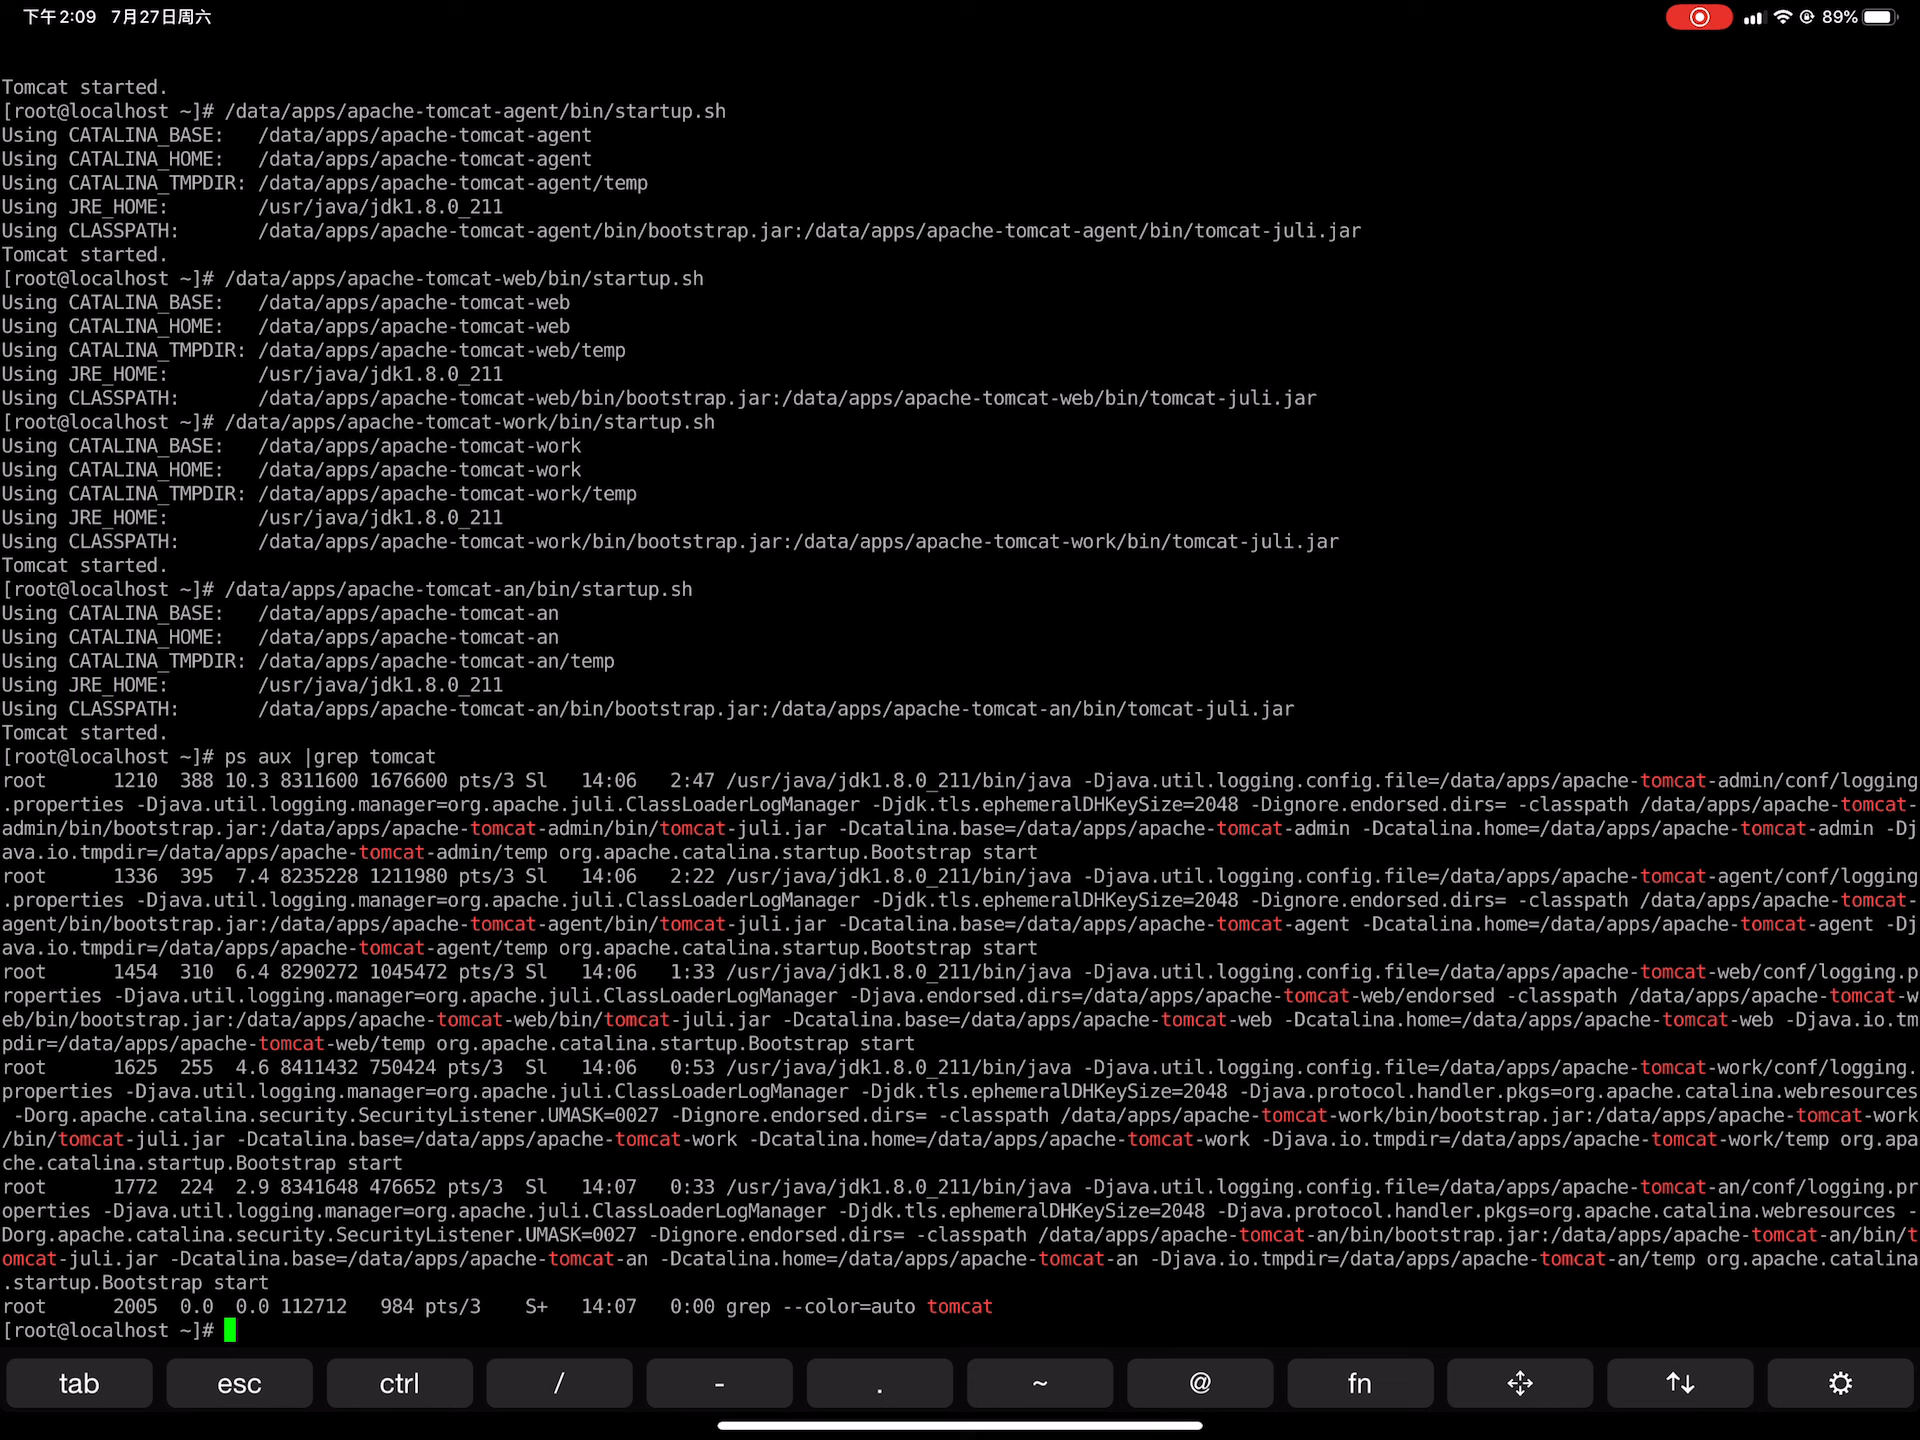 下午2:09 7月27日周六 89%
Tomcat started.
[root@localhost ~]# /data/apps/apache-tomcat-agent/bin/startup.sh
Using CATALINA_BASE:   /data/apps/apache-tomcat-agent
Using CATALINA_HOME:   /data/apps/apache-tomcat-agent
Using CATALINA_TMPDIR: /data/apps/apache-tomcat-agent/temp
Using JRE_HOME:        /usr/java/jdk1.8.0_211
Using CLASSPATH:       /data/apps/apache-tomcat-agent/bin/bootstrap.jar:/data/apps/apache-tomcat-agent/bin/tomcat-juli.jar
Tomcat started.
[root@localhost ~]# /data/apps/apache-tomcat-web/bin/startup.sh
Using CATALINA_BASE:   /data/apps/apache-tomcat-web
Using CATALINA_HOME:   /data/apps/apache-tomcat-web
Using CATALINA_TMPDIR: /data/apps/apache-tomcat-web/temp
Using JRE_HOME:        /usr/java/jdk1.8.0_211
Using CLASSPATH:       /data/apps/apache-tomcat-web/bin/bootstrap.jar:/data/apps/apache-tomcat-web/bin/tomcat-juli.jar
[root@localhost ~]# /data/apps/apache-tomcat-work/bin/startup.sh
Using CATALINA_BASE:   /data/apps/apache-tomcat-work
Using CATALINA_HOME:   /data/apps/apache-tomcat-work
Using CATALINA_TMPDIR: /data/apps/apache-tomcat-work/temp
Using JRE_HOME:        /usr/java/jdk1.8.0_211
Using CLASSPATH:       /data/apps/apache-tomcat-work/bin/bootstrap.jar:/data/apps/apache-tomcat-work/bin/tomcat-juli.jar
Tomcat started.
[root@localhost ~]# /data/apps/apache-tomcat-an/bin/startup.sh
Using CATALINA_BASE:   /data/apps/apache-tomcat-an
Using CATALINA_HOME:   /data/apps/apache-tomcat-an
Using CATALINA_TMPDIR: /data/apps/apache-tomcat-an/temp
Using JRE_HOME:        /usr/java/jdk1.8.0_211
Using CLASSPATH:       /data/apps/apache-tomcat-an/bin/bootstrap.jar:/data/apps/apache-tomcat-an/bin/tomcat-juli.jar
Tomcat started.
[root@localhost ~]# ps aux |grep tomcat
root      1210  388 10.3 8311600 1676600 pts/3 Sl   14:06   2:47 /usr/java/jdk1.8.0_211/bin/java -Djava.util.logging.config.file=/data/apps/apache-tomcat-admin/conf/logging
.properties -Djava.util.logging.manager=org.apache.juli.ClassLoaderLogManager -Djdk.tls.ephemeralDHKeySize=2048 -Dignore.endorsed.dirs= -classpath /data/apps/apache-tomcat-
admin/bin/bootstrap.jar:/data/apps/apache-tomcat-admin/bin/tomcat-juli.jar -Dcatalina.base=/data/apps/apache-tomcat-admin -Dcatalina.home=/data/apps/apache-tomcat-admin -Dj
ava.io.tmpdir=/data/apps/apache-tomcat-admin/temp org.apache.catalina.startup.Bootstrap start
root      1336  395  7.4 8235228 1211980 pts/3 Sl   14:06   2:22 /usr/java/jdk1.8.0_211/bin/java -Djava.util.logging.config.file=/data/apps/apache-tomcat-agent/conf/logging
.properties -Djava.util.logging.manager=org.apache.juli.ClassLoaderLogManager -Djdk.tls.ephemeralDHKeySize=2048 -Dignore.endorsed.dirs= -classpath /data/apps/apache-tomcat-
agent/bin/bootstrap.jar:/data/apps/apache-tomcat-agent/bin/tomcat-juli.jar -Dcatalina.base=/data/apps/apache-tomcat-agent -Dcatalina.home=/data/apps/apache-tomcat-agent -Dj
ava.io.tmpdir=/data/apps/apache-tomcat-agent/temp org.apache.catalina.startup.Bootstrap start
root      1454  310  6.4 8290272 1045472 pts/3 Sl   14:06   1:33 /usr/java/jdk1.8.0_211/bin/java -Djava.util.logging.config.file=/data/apps/apache-tomcat-web/conf/logging.p
roperties -Djava.util.logging.manager=org.apache.juli.ClassLoaderLogManager -Djava.endorsed.dirs=/data/apps/apache-tomcat-web/endorsed -classpath /data/apps/apache-tomcat-w
eb/bin/bootstrap.jar:/data/apps/apache-tomcat-web/bin/tomcat-juli.jar -Dcatalina.base=/data/apps/apache-tomcat-web -Dcatalina.home=/data/apps/apache-tomcat-web -Djava.io.tm
pdir=/data/apps/apache-tomcat-web/temp org.apache.catalina.startup.Bootstrap start
root      1625  255  4.6 8411432 750424 pts/3  Sl   14:06   0:53 /usr/java/jdk1.8.0_211/bin/java -Djava.util.logging.config.file=/data/apps/apache-tomcat-work/conf/logging.
properties -Djava.util.logging.manager=org.apache.juli.ClassLoaderLogManager -Djdk.tls.ephemeralDHKeySize=2048 -Djava.protocol.handler.pkgs=org.apache.catalina.webresources
 -Dorg.apache.catalina.security.SecurityListener.UMASK=0027 -Dignore.endorsed.dirs= -classpath /data/apps/apache-tomcat-work/bin/bootstrap.jar:/data/apps/apache-tomcat-work
/bin/tomcat-juli.jar -Dcatalina.base=/data/apps/apache-tomcat-work -Dcatalina.home=/data/apps/apache-tomcat-work -Djava.io.tmpdir=/data/apps/apache-tomcat-work/temp org.apa
che.catalina.startup.Bootstrap start
root      1772  224  2.9 8341648 476652 pts/3  Sl   14:07   0:33 /usr/java/jdk1.8.0_211/bin/java -Djava.util.logging.config.file=/data/apps/apache-tomcat-an/conf/logging.pr
operties -Djava.util.logging.manager=org.apache.juli.ClassLoaderLogManager -Djdk.tls.ephemeralDHKeySize=2048 -Djava.protocol.handler.pkgs=org.apache.catalina.webresources -
Dorg.apache.catalina.security.SecurityListener.UMASK=0027 -Dignore.endorsed.dirs= -classpath /data/apps/apache-tomcat-an/bin/bootstrap.jar:/data/apps/apache-tomcat-an/bin/t
omcat-juli.jar -Dcatalina.base=/data/apps/apache-tomcat-an -Dcatalina.home=/data/apps/apache-tomcat-an -Djava.io.tmpdir=/data/apps/apache-tomcat-an/temp org.apache.catalina
.startup.Bootstrap start
root      2005  0.0  0.0 112712   984 pts/3    S+   14:07   0:00 grep --color=auto tomcat
[root@localhost ~]#
tab esc ctrl / - . ~ @ fn